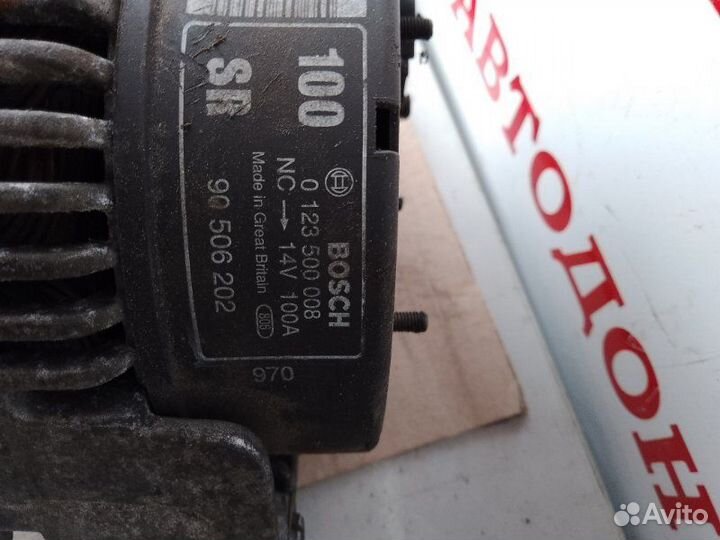 100
SR
BOSCH
0 123 500 008
NC → 14V 100A
Made in Great Britain
90 506 202
970
АВТОДОН
Avito